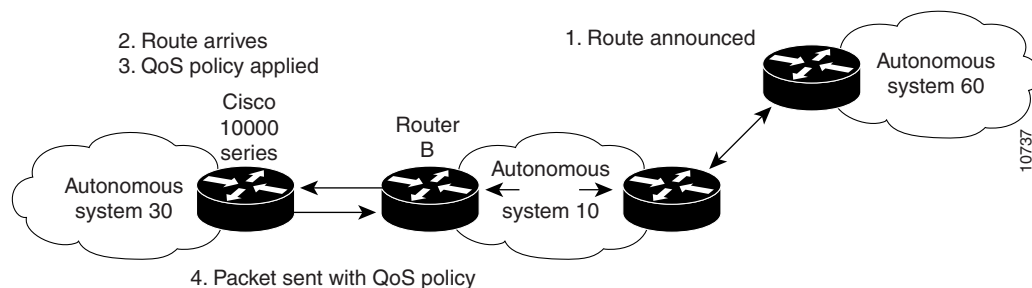 2. Route arrives
3. QoS policy applied
1. Route announced
Cisco
10000
series
Router
B
Autonomous
system 60
Autonomous
system 30
Autonomous
system 10
4. Packet sent with QoS policy
10737